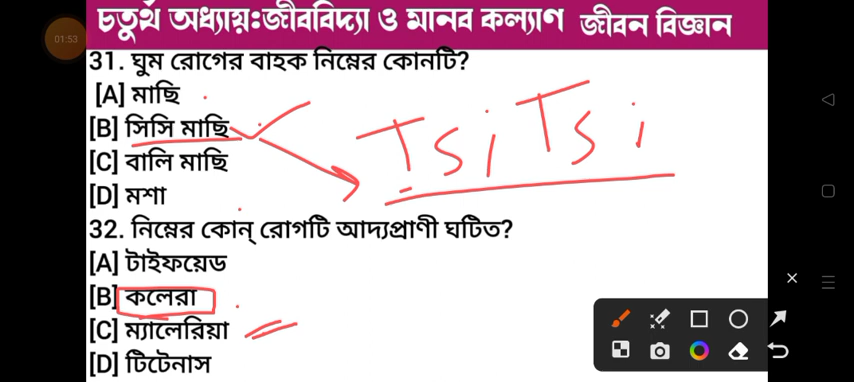 চতুর্থ অধ্যায়ঃজীববিদ্যা ও মানব কল্যাণ জীবন বিজ্ঞান
01:53
31. ঘুম রোগের বাহক নিম্নের কোনটি?
[A] মাছি
[B] সিসি মাছি
TsiTsi
[C] বালি মাছি
[D] মশা
32. নিম্নের কোন্ রোগটি আদ্যপ্রাণী ঘটিত?
[A] টাইফয়েড
[B] কলেরা
[C] ম্যালেরিয়া
[D] টিটেনাস